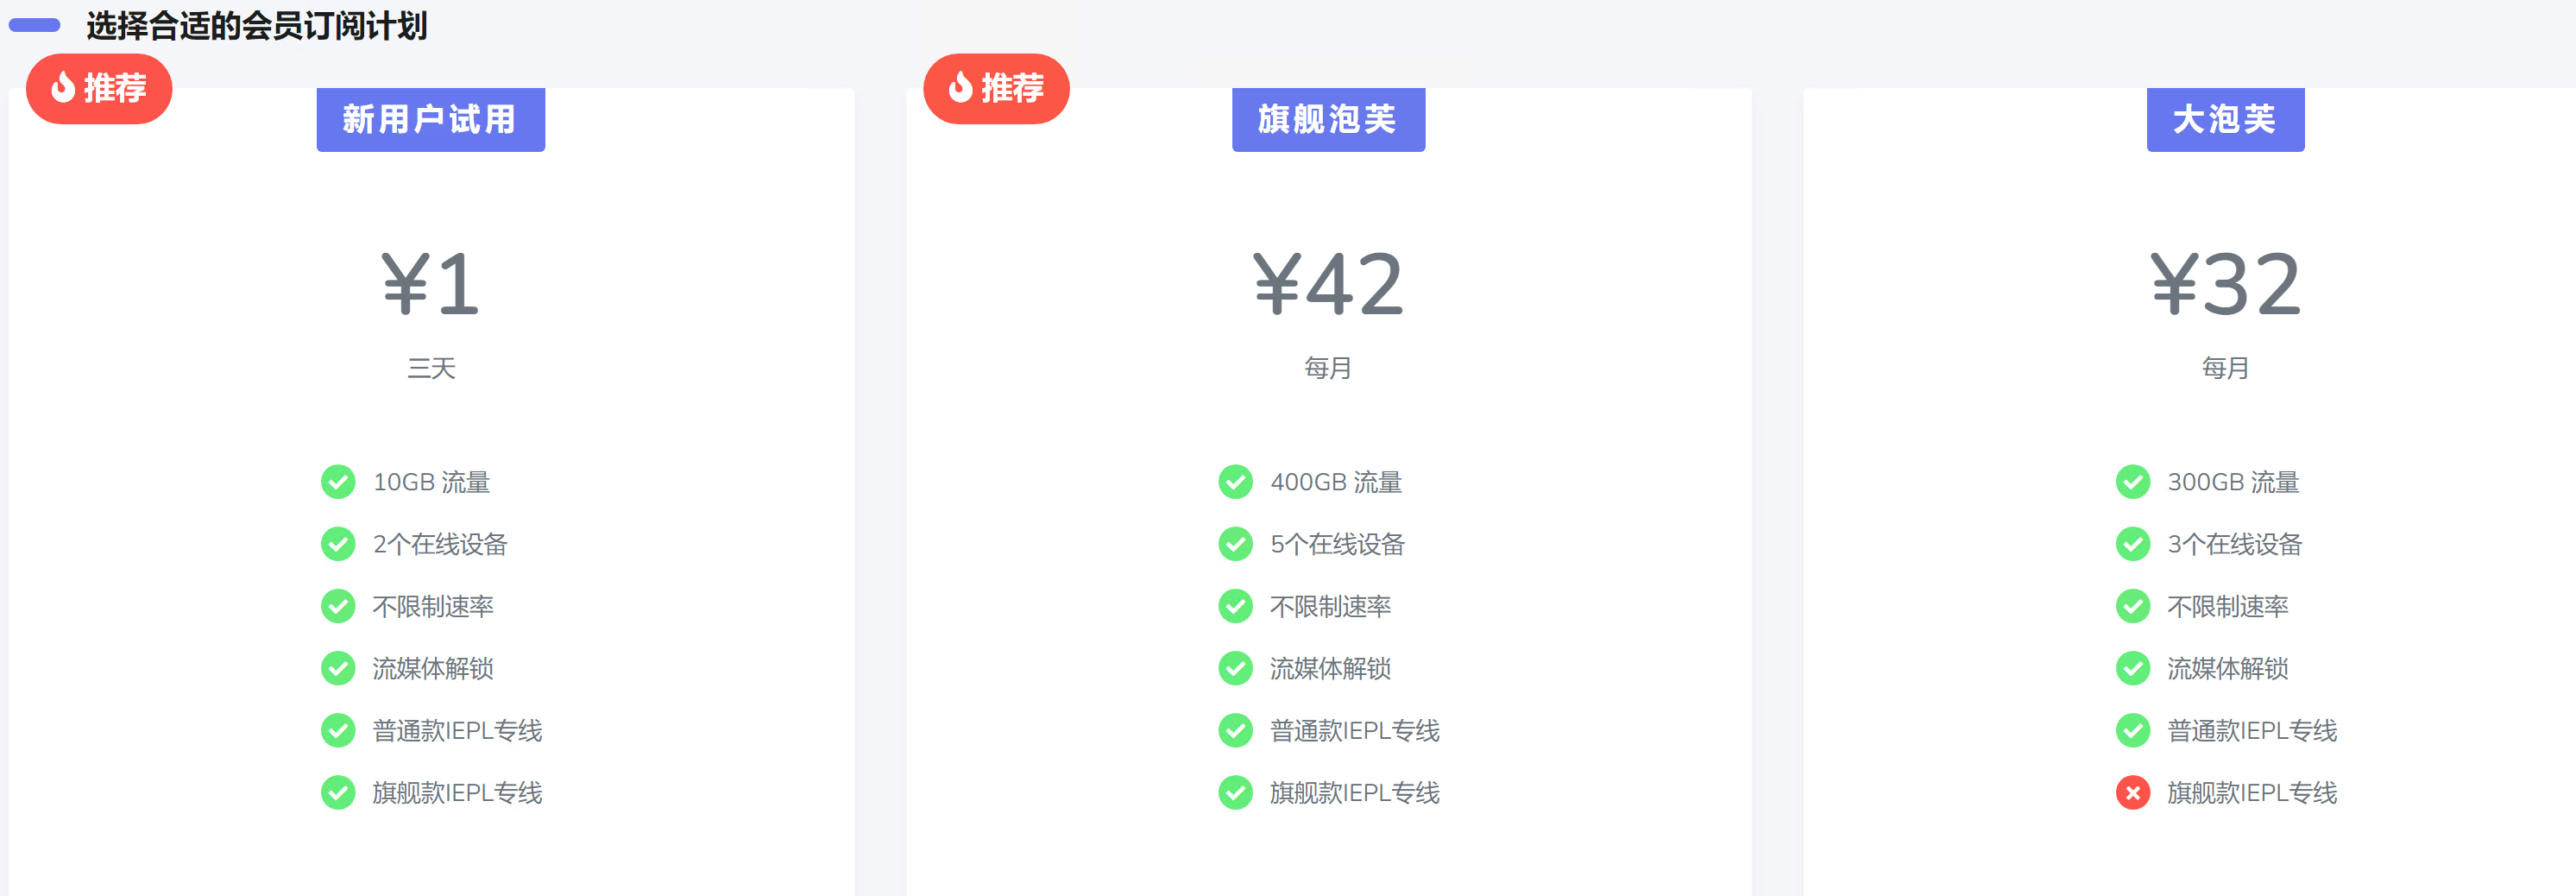 选择合适的会员订阅计划
推荐
新用户试用
¥1
三天
10GB 流量
2个在线设备
不限制速率
流媒体解锁
普通款IEPL专线
旗舰款IEPL专线
推荐
旗舰泡芙
¥42
每月
400GB 流量
5个在线设备
不限制速率
流媒体解锁
普通款IEPL专线
旗舰款IEPL专线
大泡芙
¥32
每月
300GB 流量
3个在线设备
不限制速率
流媒体解锁
普通款IEPL专线
旗舰款IEPL专线